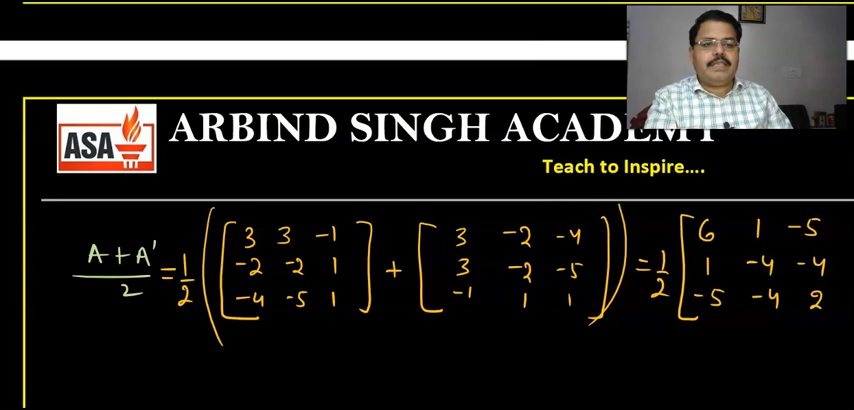 ARBIND SINGH ACADEMY
ASA
Teach to Inspire....
A + A' / 2 = 1/2 ( [ 3 3 -1 ] + [ 3 -2 -4 ] ) = 1/2 [ 6 1 -5
[ -2 -2 1 ] [ 3 -2 -5 ] [ 1 -4 -4
[ -4 -5 1 ] [ -1 1 1 ] [ -5 -4 2